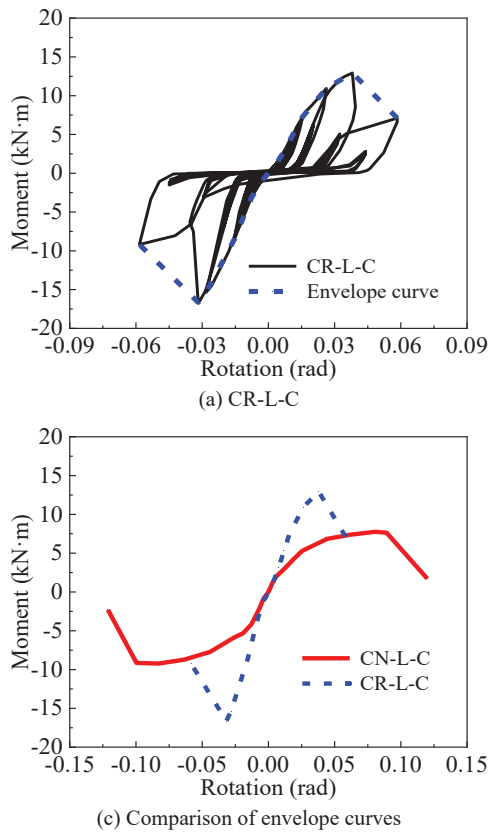 20
15
10
5
0
-5
-10
-15
-20
Moment (kN·m)
CR-L-C
Envelope curve
-0.09 -0.06 -0.03 0.00 0.03 0.06 0.09
Rotation (rad)
(a) CR-L-C
20
15
10
5
0
-5
-10
-15
-20
Moment (kN·m)
CN-L-C
CR-L-C
-0.15 -0.10 -0.05 0.00 0.05 0.10 0.15
Rotation (rad)
(c) Comparison of envelope curves